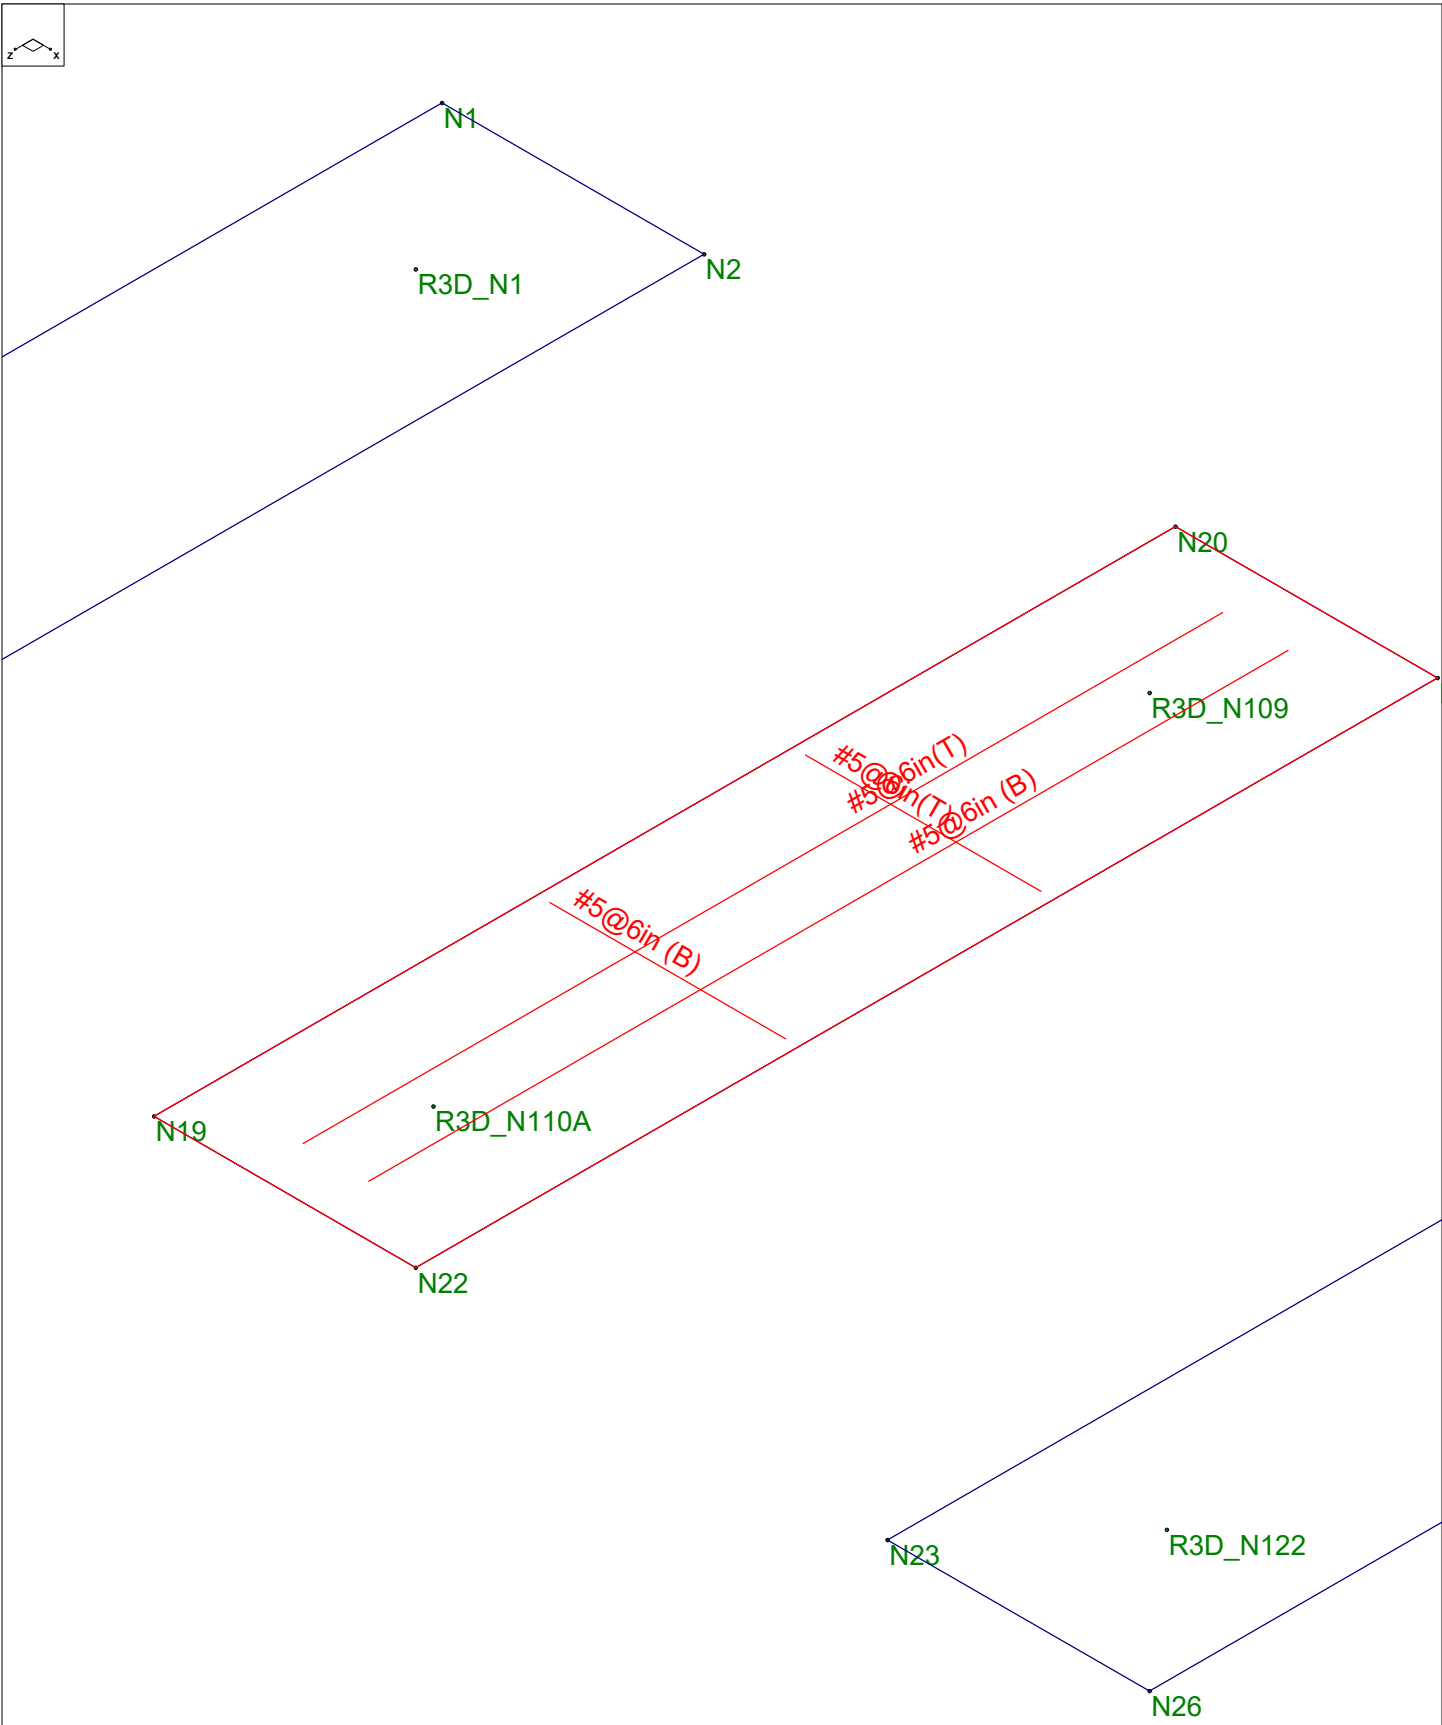 z x
N1
N2
R3D_N1
N20
R3D_N109
#5@6in(T)
#5@6in(T)
#5@6in (B)
#5@6in (B)
R3D_N110A
N19
N22
N23
R3D_N122
N26